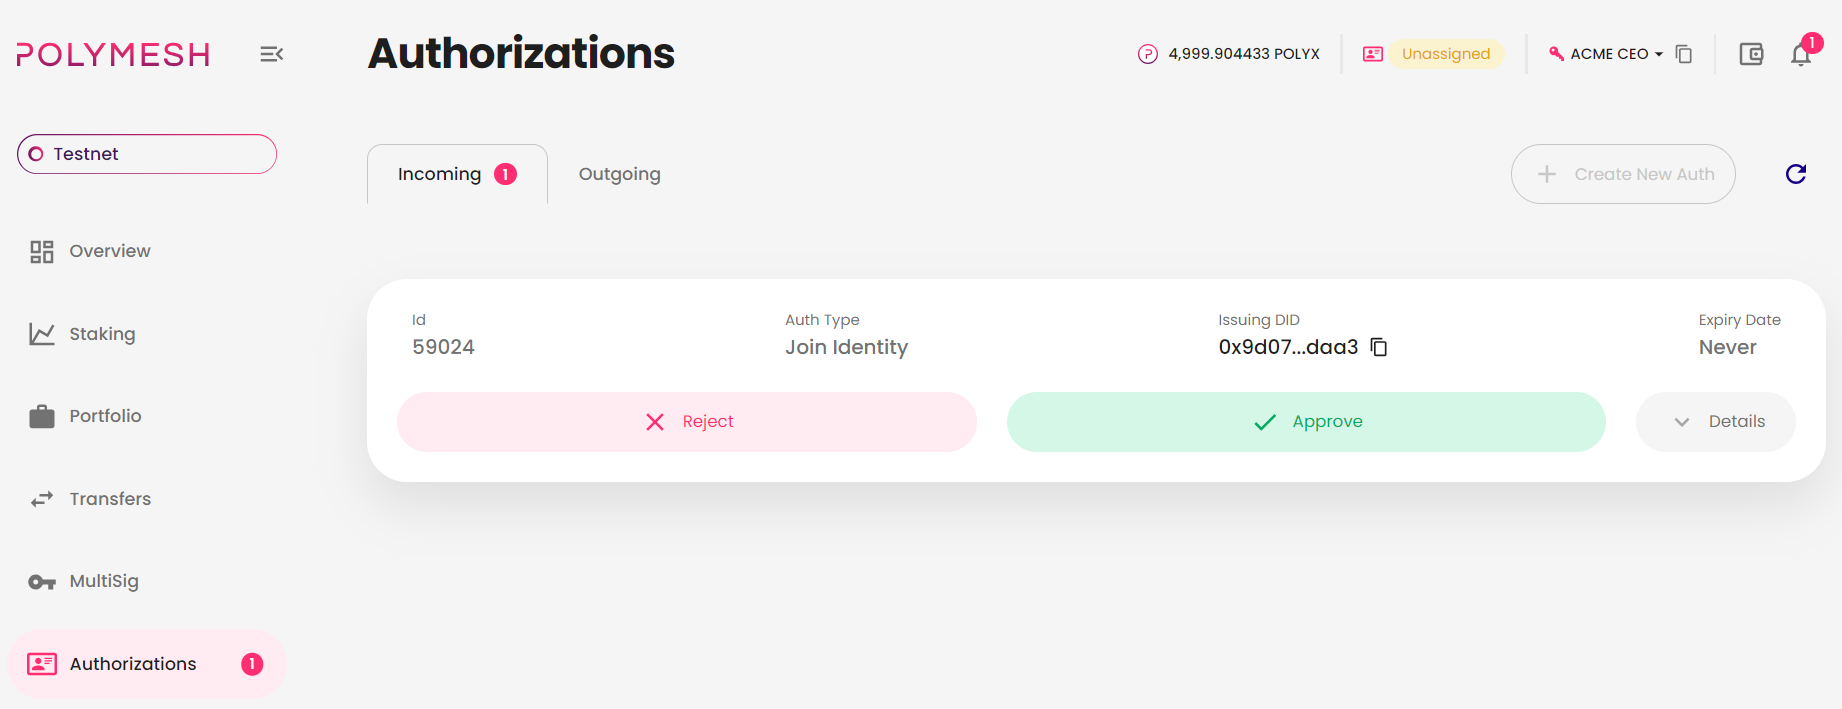 POLYMESH
Authorizations
4,999.904433 POLYX
Unassigned
ACME CEO
1
Testnet
Incoming 1
Outgoing
Create New Auth
Overview
Staking
Portfolio
Transfers
MultiSig
Authorizations 1
Id
59024
Auth Type
Join Identity
Issuing DID
0x9d07...daa3
Expiry Date
Never
Reject
Approve
Details